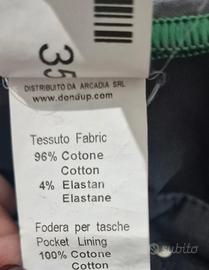 35
DISTRIBUITO DA ARCADIA SRL
www.dondup.com
Tessuto Fabric
96% Cotone
Cotton
4% Elastan
Elastane
Fodera per tasche
Pocket Lining
100% Cotone
Cotton
subito